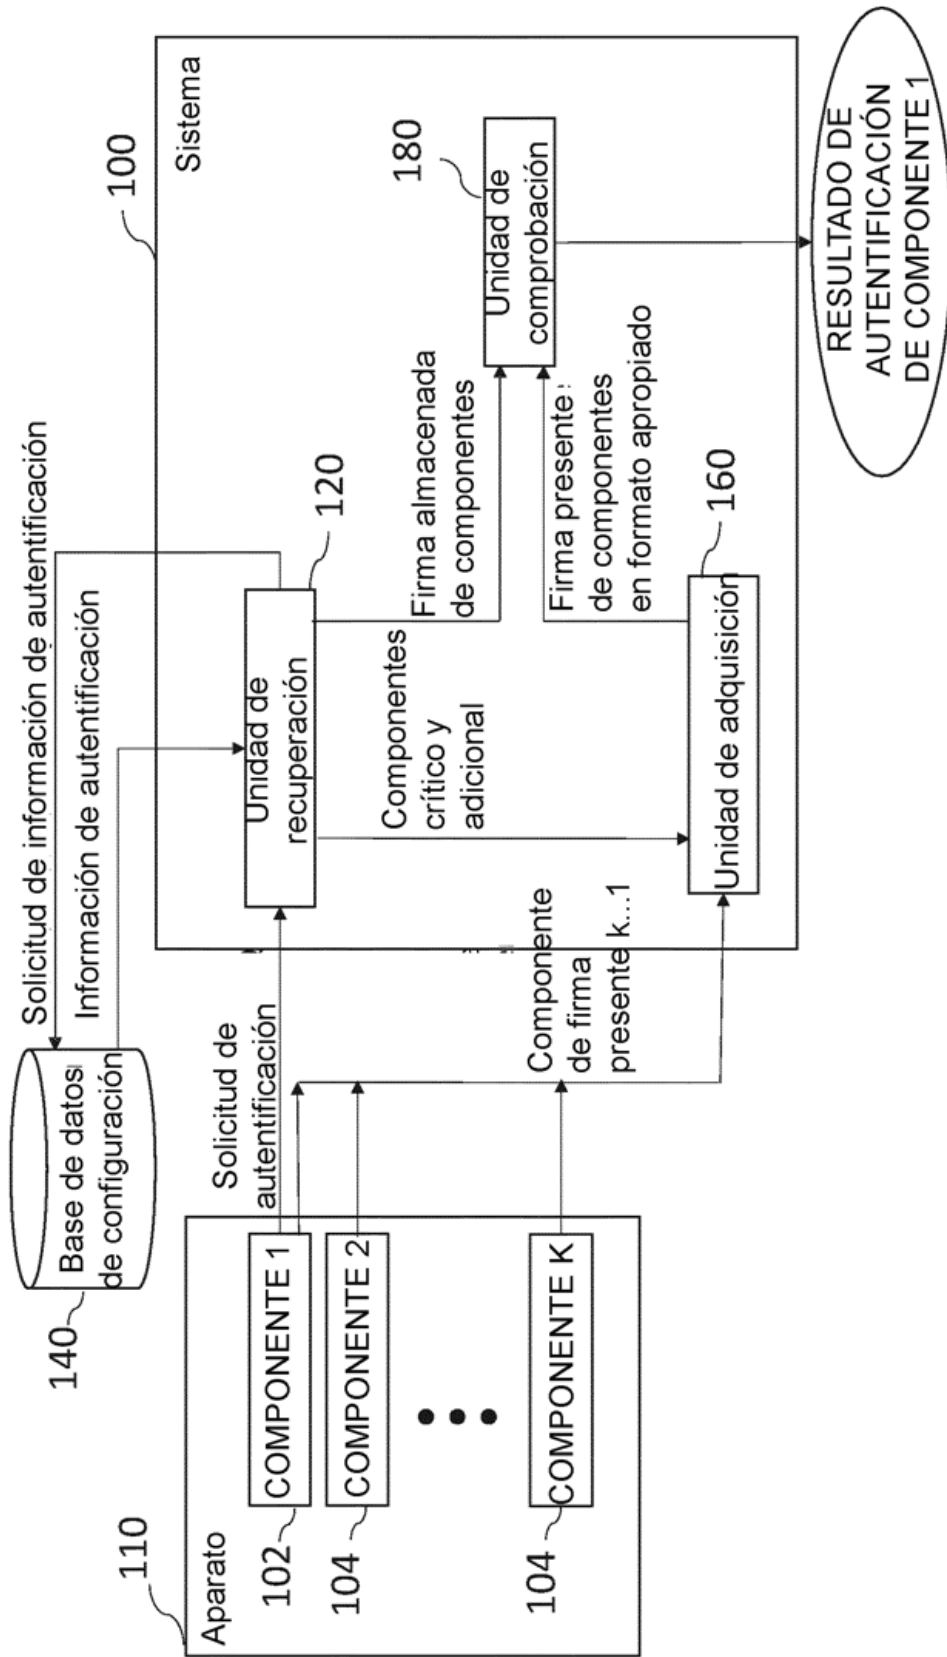 100
Sistema
Solicitud de información de autentificación
Información de autentificación
Base de datos
de configuración
140
120
Unidad de
recuperación
180
Unidad de
comprobación
Firma almacenada
de componentes
Firma presente
de componentes
en formato apropiado
Componentes
crítico y
adicional
160
Unidad de adquisición
RESULTADO DE
AUTENTIFICACIÓN
DE COMPONENTE 1
Solicitud de
autentificación
Componente
de firma
presente k...1
110
Aparato
COMPONENTE 1
102
COMPONENTE 2
104
COMPONENTE K
104